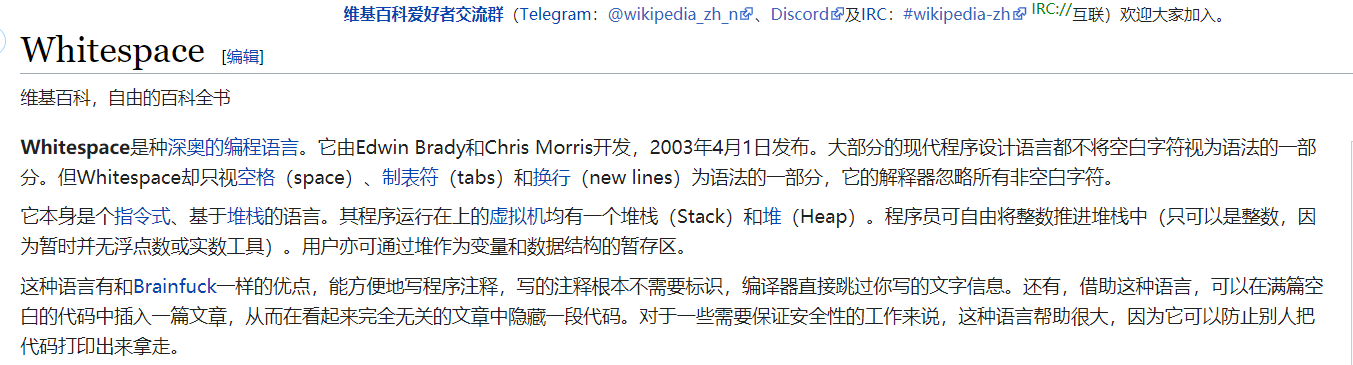 维基百科爱好者交流群（Telegram：@wikipedia_zh_n、Discord及IRC：#wikipedia-zh IRC://互联）欢迎大家加入。
Whitespace [编辑]
维基百科，自由的百科全书
Whitespace是种深奥的编程语言。它由Edwin Brady和Chris Morris开发，2003年4月1日发布。大部分的现代程序设计语言都不将空白字符视为语法的一部
分。但Whitespace却只视空格（space）、制表符（tabs）和换行（new lines）为语法的一部分，它的解释器忽略所有非空白字符。
它本身是个指令式、基于堆栈的语言。其程序运行在上的虚拟机均有一个堆栈（Stack）和堆（Heap）。程序员可自由将整数推进堆栈中（只可以是整数，因
为暂时并无浮点数或实数工具）。用户亦可通过堆作为变量和数据结构的暂存区。
这种语言有和Brainfuck一样的优点，能方便地写程序注释，写的注释根本不需要标识，编译器直接跳过你写的文字信息。还有，借助这种语言，可以在满篇空
白的代码中插入一篇文章，从而在看起来完全无关的文章中隐藏一段代码。对于一些需要保证安全性的工作来说，这种语言帮助很大，因为它可以防止别人把
代码打印出来拿走。